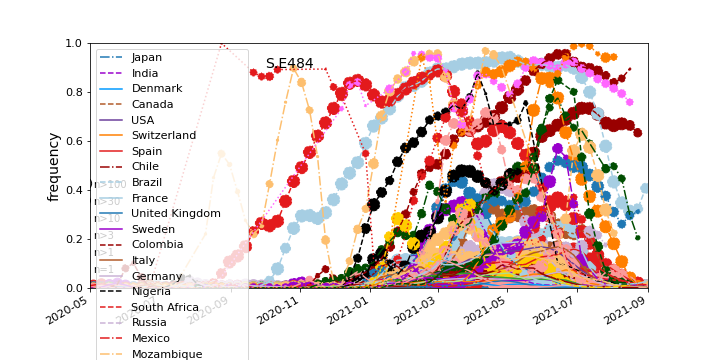 S.E484
1.0
0.8
0.6
0.4
0.2
0.0
frequency
n>100
n>30
n>10
n>3
n>1
n=1
Japan
India
Denmark
Canada
USA
Switzerland
Spain
Chile
Brazil
France
United Kingdom
Sweden
Colombia
Italy
Germany
Nigeria
South Africa
Russia
Mexico
Mozambique
2020-05
2020-09
2020-11
2021-01
2021-03
2021-05
2021-07
2021-09